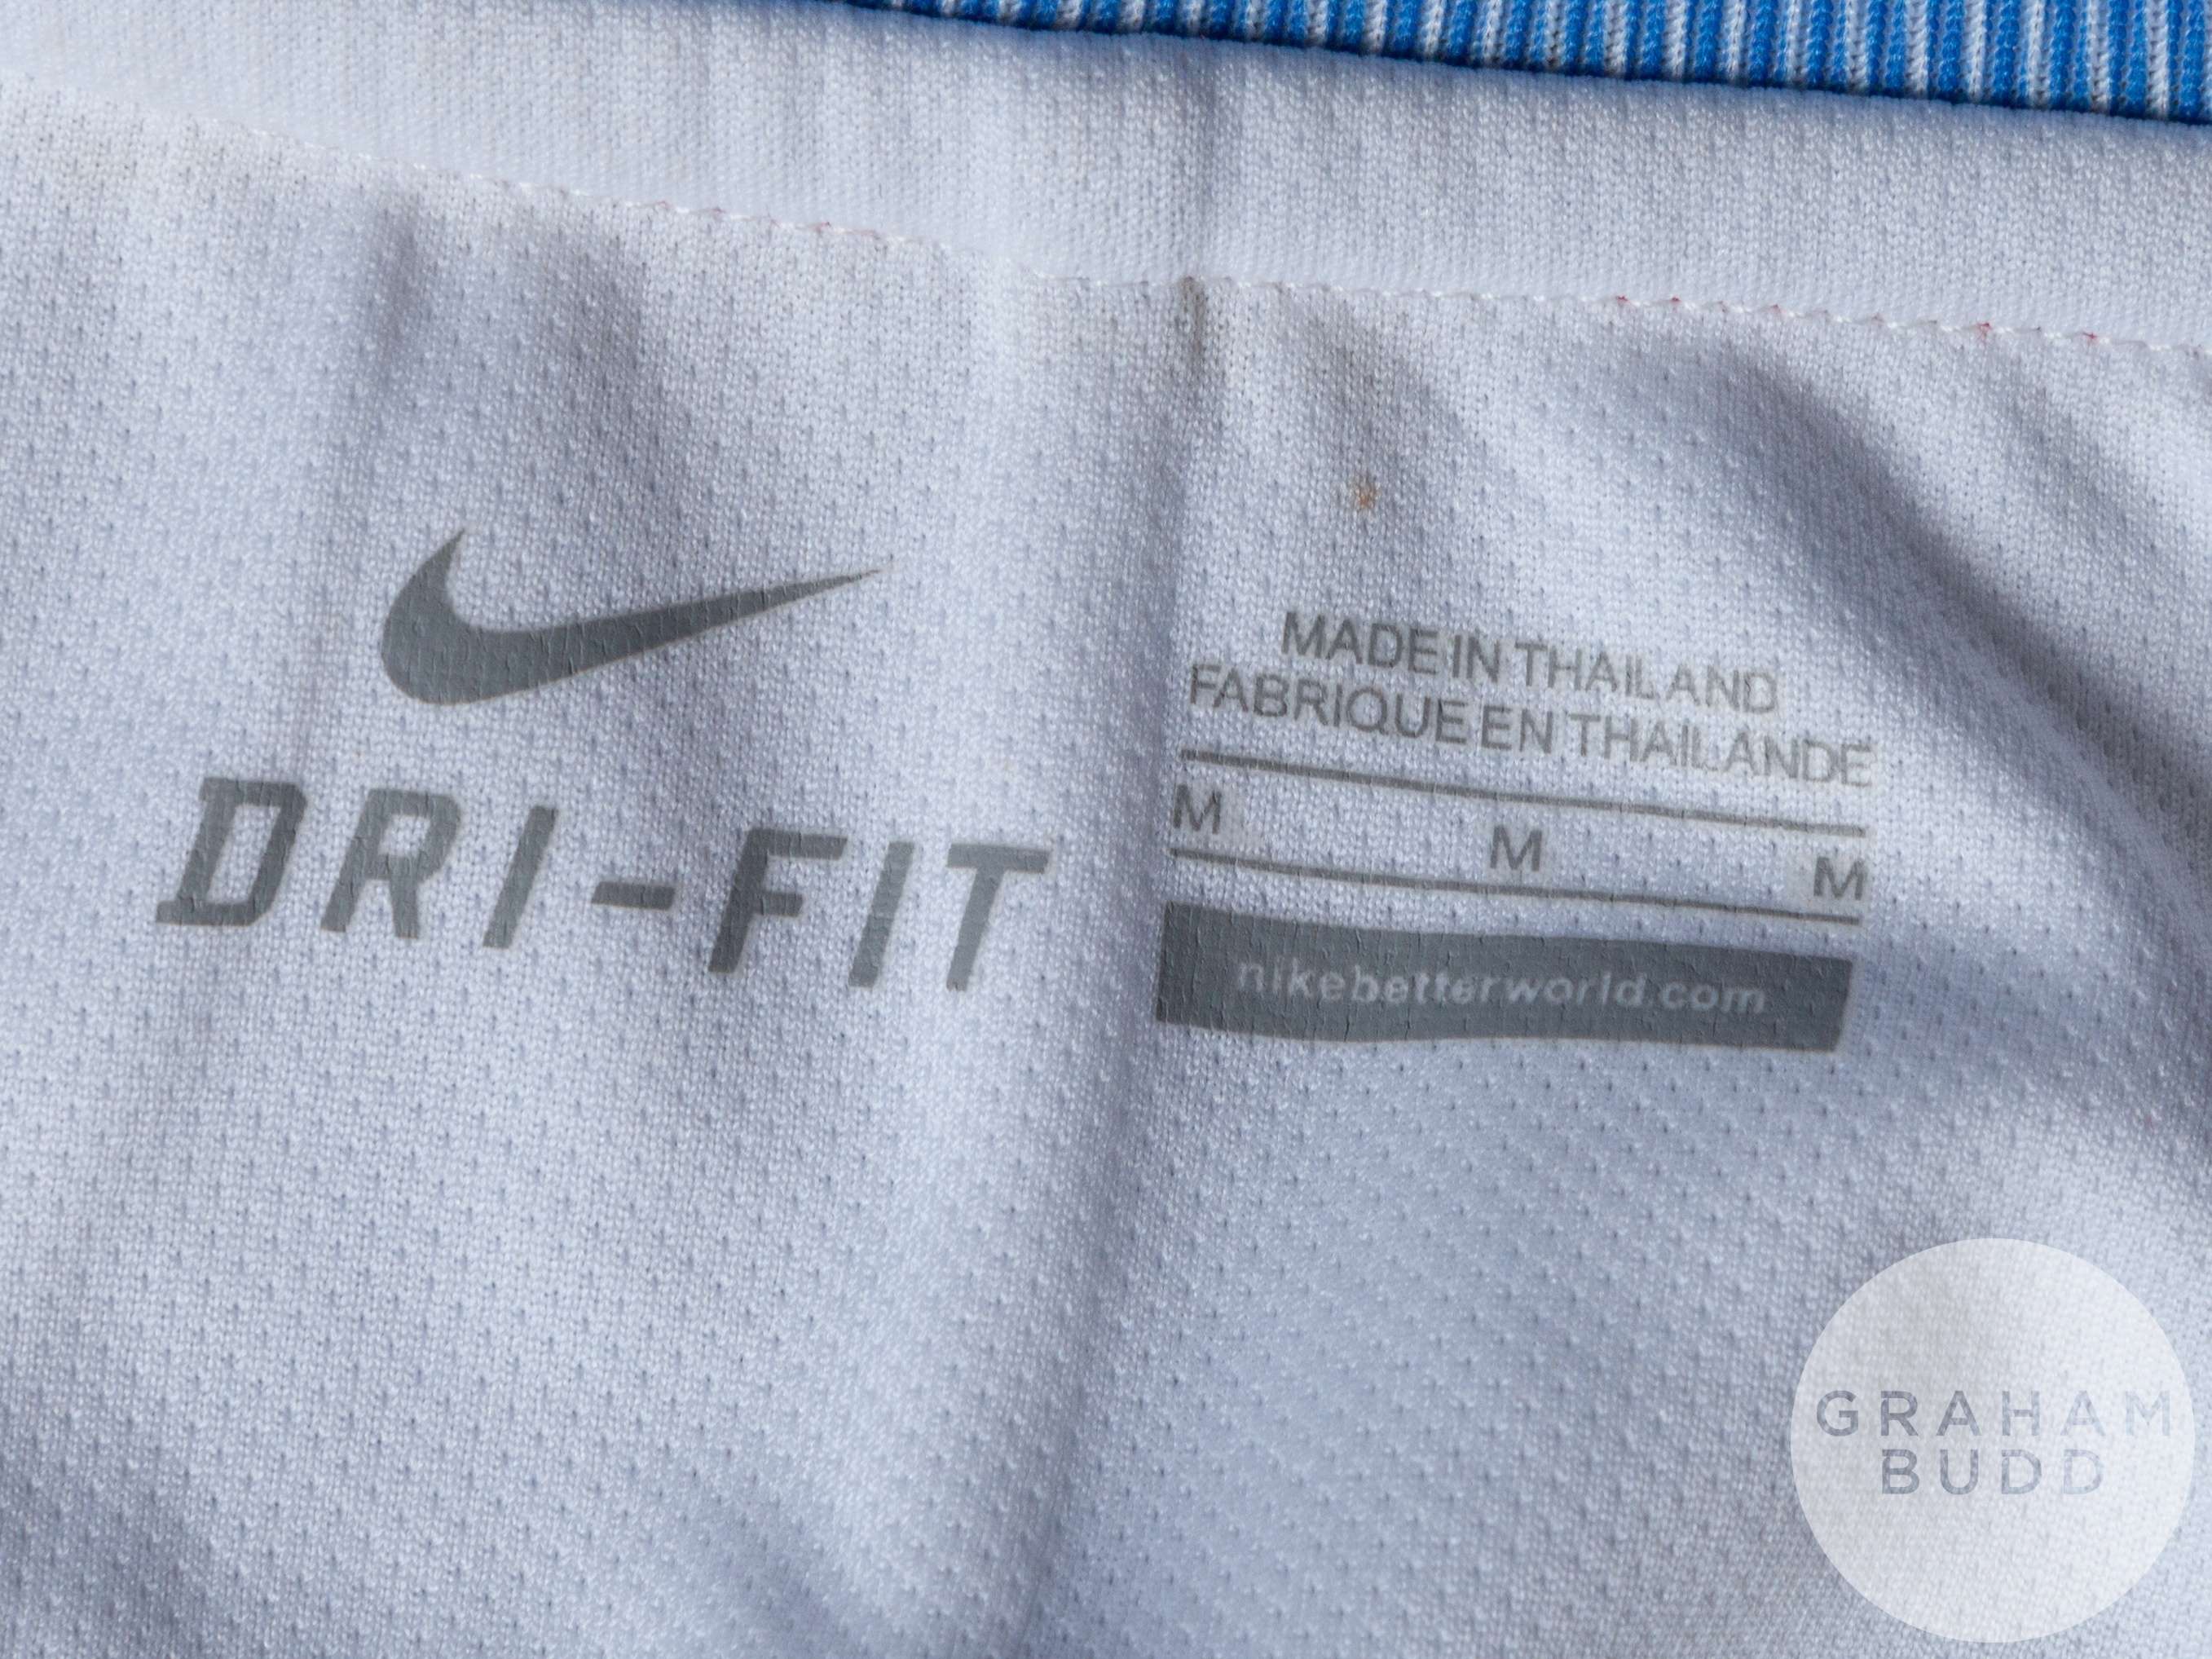 DRI-FIT
MADE IN THAILAND
FABRIQUE EN THAILANDE
M M M
nikebetterworld.com
GRAHAM
BUDD